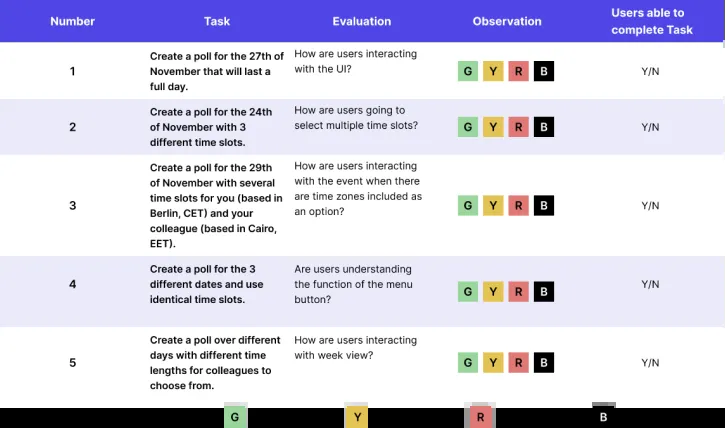 Number Task Evaluation Observation Users able to
complete Task
1 Create a poll for the 27th of
November that will last a
full day.
How are users interacting
with the UI?
G Y R B Y/N
2 Create a poll for the 24th
of November with 3
different time slots.
How are users going to
select multiple time slots?
G Y R B Y/N
3 Create a poll for the 29th
of November with several
time slots for you (based in
Berlin, CET) and your
colleague (based in Cairo,
EET).
How are users interacting
with the event when there
are time zones included as
an option?
G Y R B Y/N
4 Create a poll for the 3
different dates and use
identical time slots.
Are users understanding
the function of the menu
button?
G Y R B Y/N
5 Create a poll over different
days with different time
lengths for colleagues to
choose from.
How are users interacting
with week view?
G Y R B Y/N
G Y R B